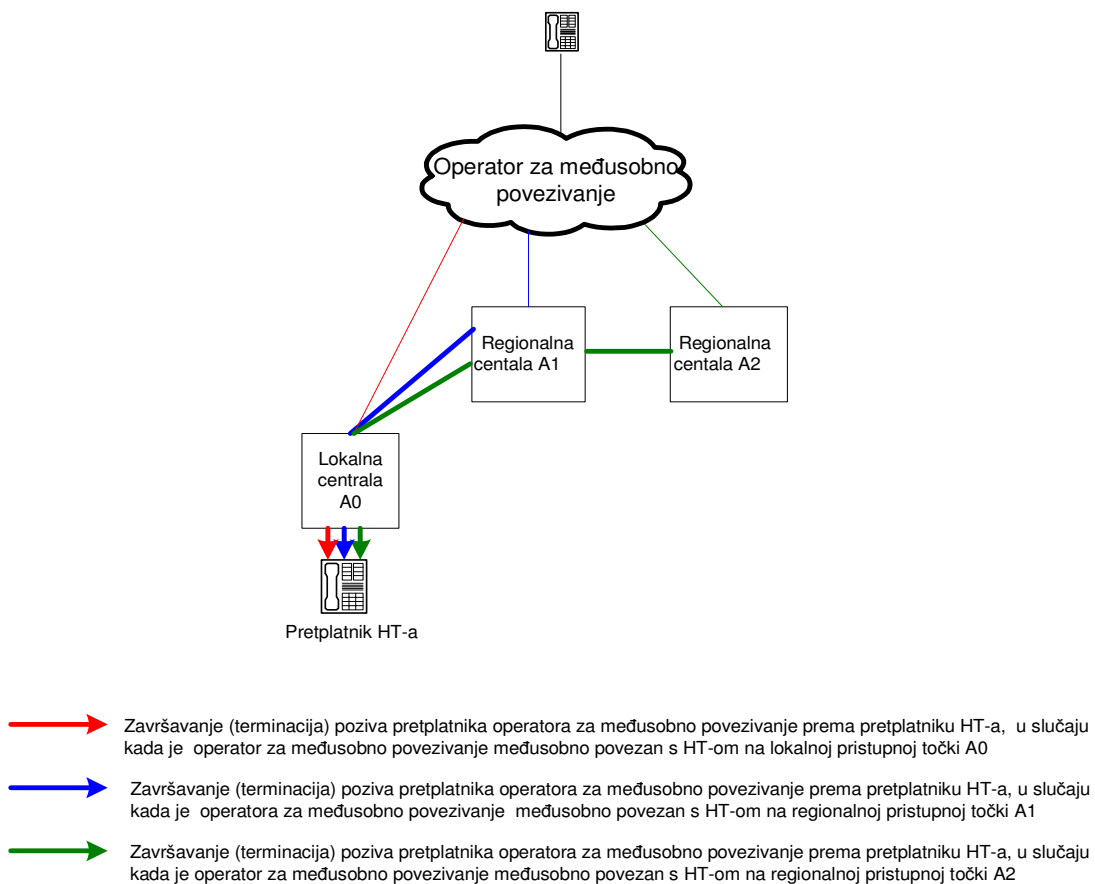 Operator za međusobno
povezivanje
Regionalna
centala A1
Regionalna
centala A2
Lokalna
centrala
A0
Pretplatnik HT-a
Završavanje (terminacija) poziva pretplatnika operatora za međusobno povezivanje prema pretplatniku HT-a, u slučaju
kada je operator za međusobno povezivanje međusobno povezan s HT-om na lokalnoj pristupnoj točki A0
Završavanje (terminacija) poziva pretplatnika operatora za međusobno povezivanje prema pretplatniku HT-a, u slučaju
kada je operatora za međusobno povezivanje međusobno povezan s HT-om na regionalnoj pristupnoj točki A1
Završavanje (terminacija) poziva pretplatnika operatora za međusobno povezivanje prema pretplatniku HT-a, u slučaju
kada je operator za međusobno povezivanje međusobno povezan s HT-om na regionalnoj pristupnoj točki A2